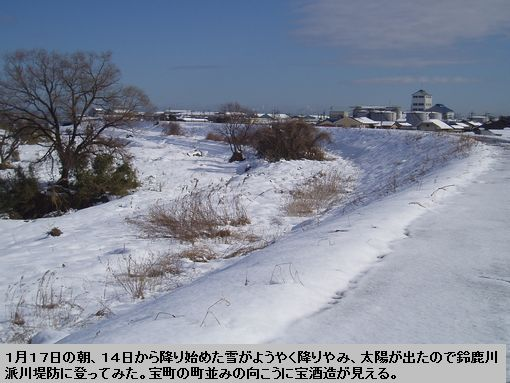 1月17日の朝、14日から降り始めた雪がようやく降りやみ、太陽が出たので鈴鹿川
堤防に登ってみた。宝町の町並みの向こうに宝酒造が見える。